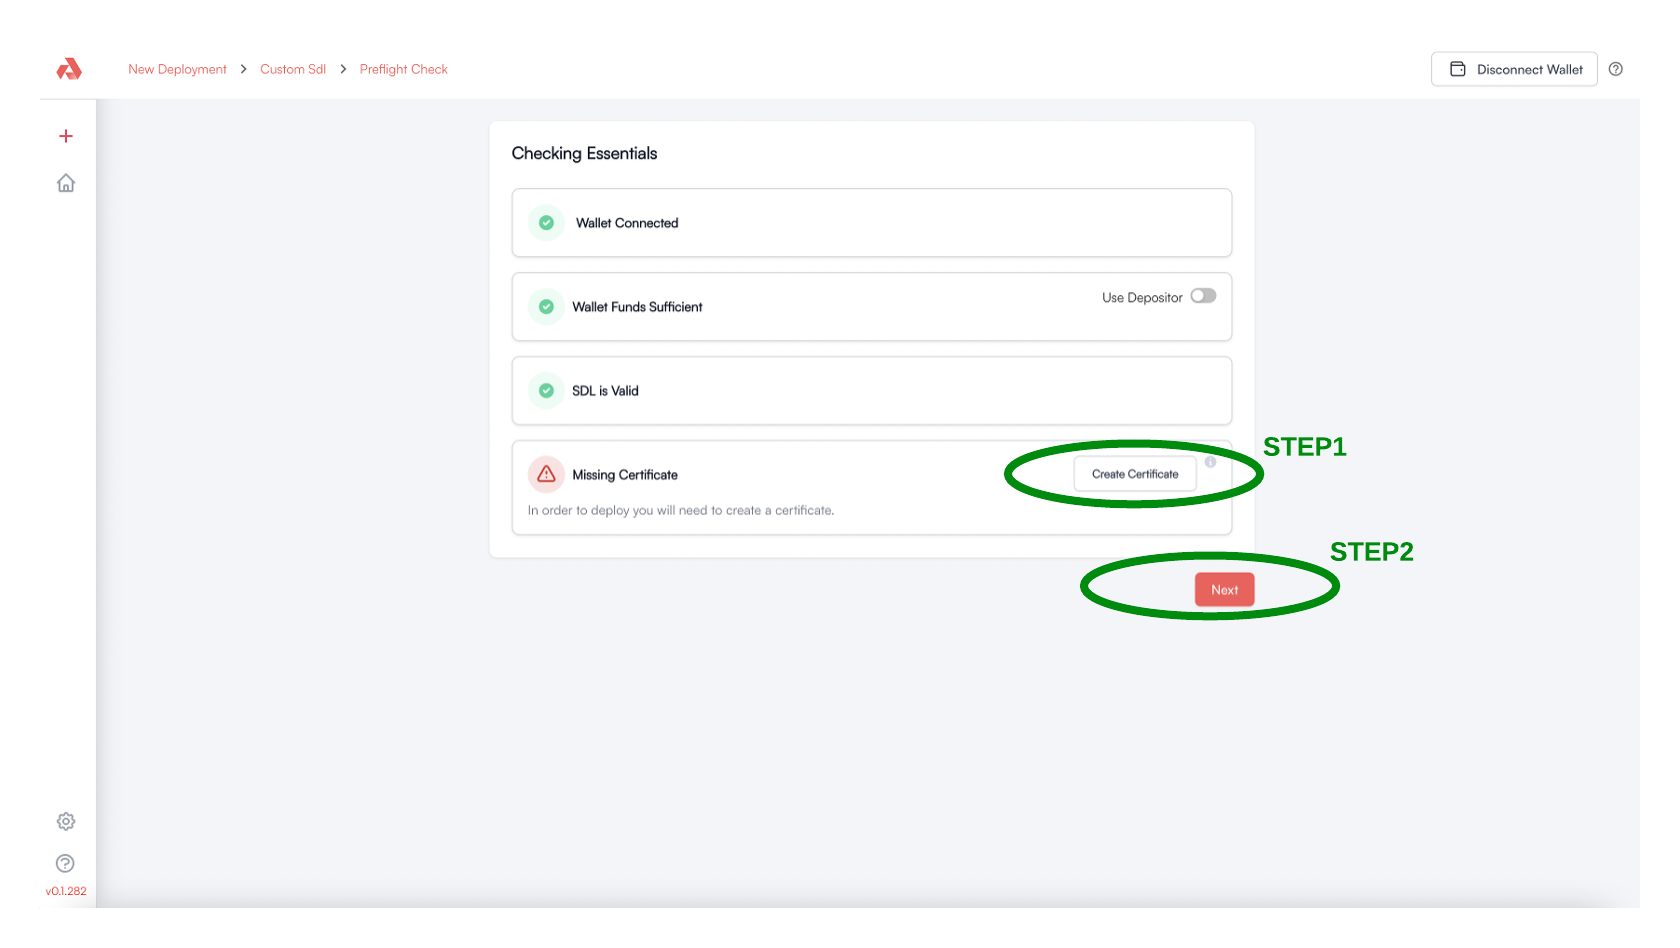 New Deployment > Custom Sdl > Preflight Check
Disconnect Wallet
Checking Essentials
Wallet Connected
Wallet Funds Sufficient
Use Depositor
SDL is Valid
STEP1
Missing Certificate
Create Certificate
In order to deploy you will need to create a certificate.
STEP2
Next
v0.1.282